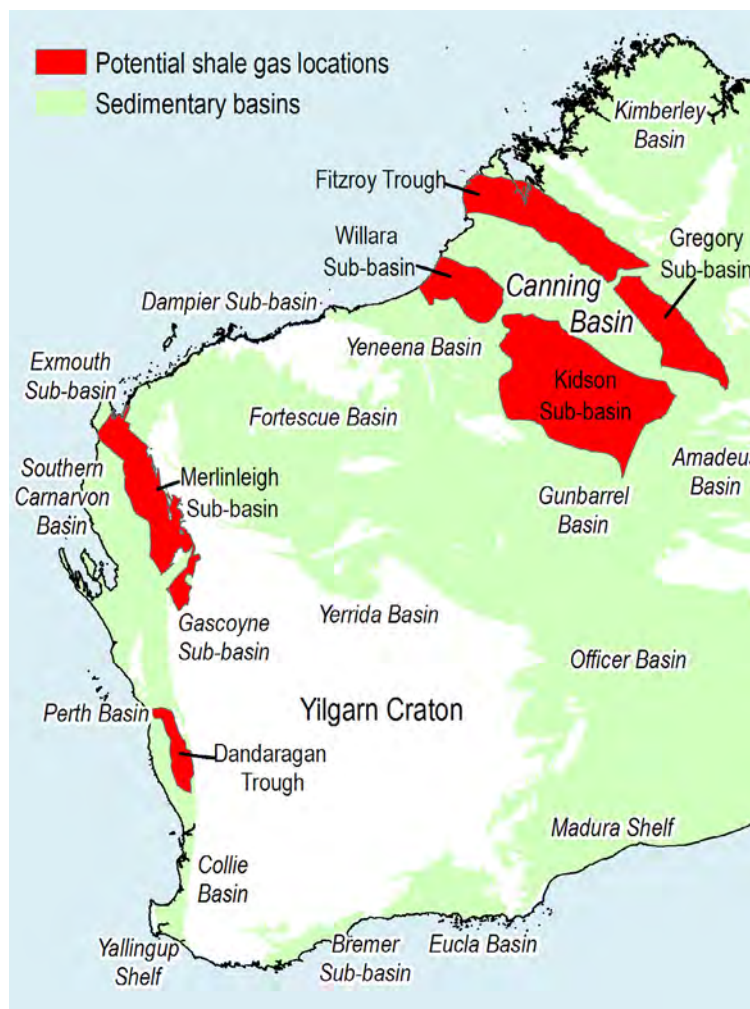 Potential shale gas locations
Sedimentary basins
Kimberley
Basin
Fitzroy Trough
Willara
Sub-basin
Gregory
Sub-basin
Canning
Basin
Dampier Sub-basin
Yeneena Basin
Exmouth
Sub-basin
Kidson
Sub-basin
Fortescue Basin
Southern
Carnarvon
Basin
Merlinleigh
Sub-basin
Amadeus
Basin
Gunbarrel
Basin
Gascoyne
Sub-basin
Yerrida Basin
Officer Basin
Perth Basin
Yilgarn Craton
Dandaragan
Trough
Madura Shelf
Collie
Basin
Yallingup
Shelf
Bremer
Sub-basin
Eucla Basin